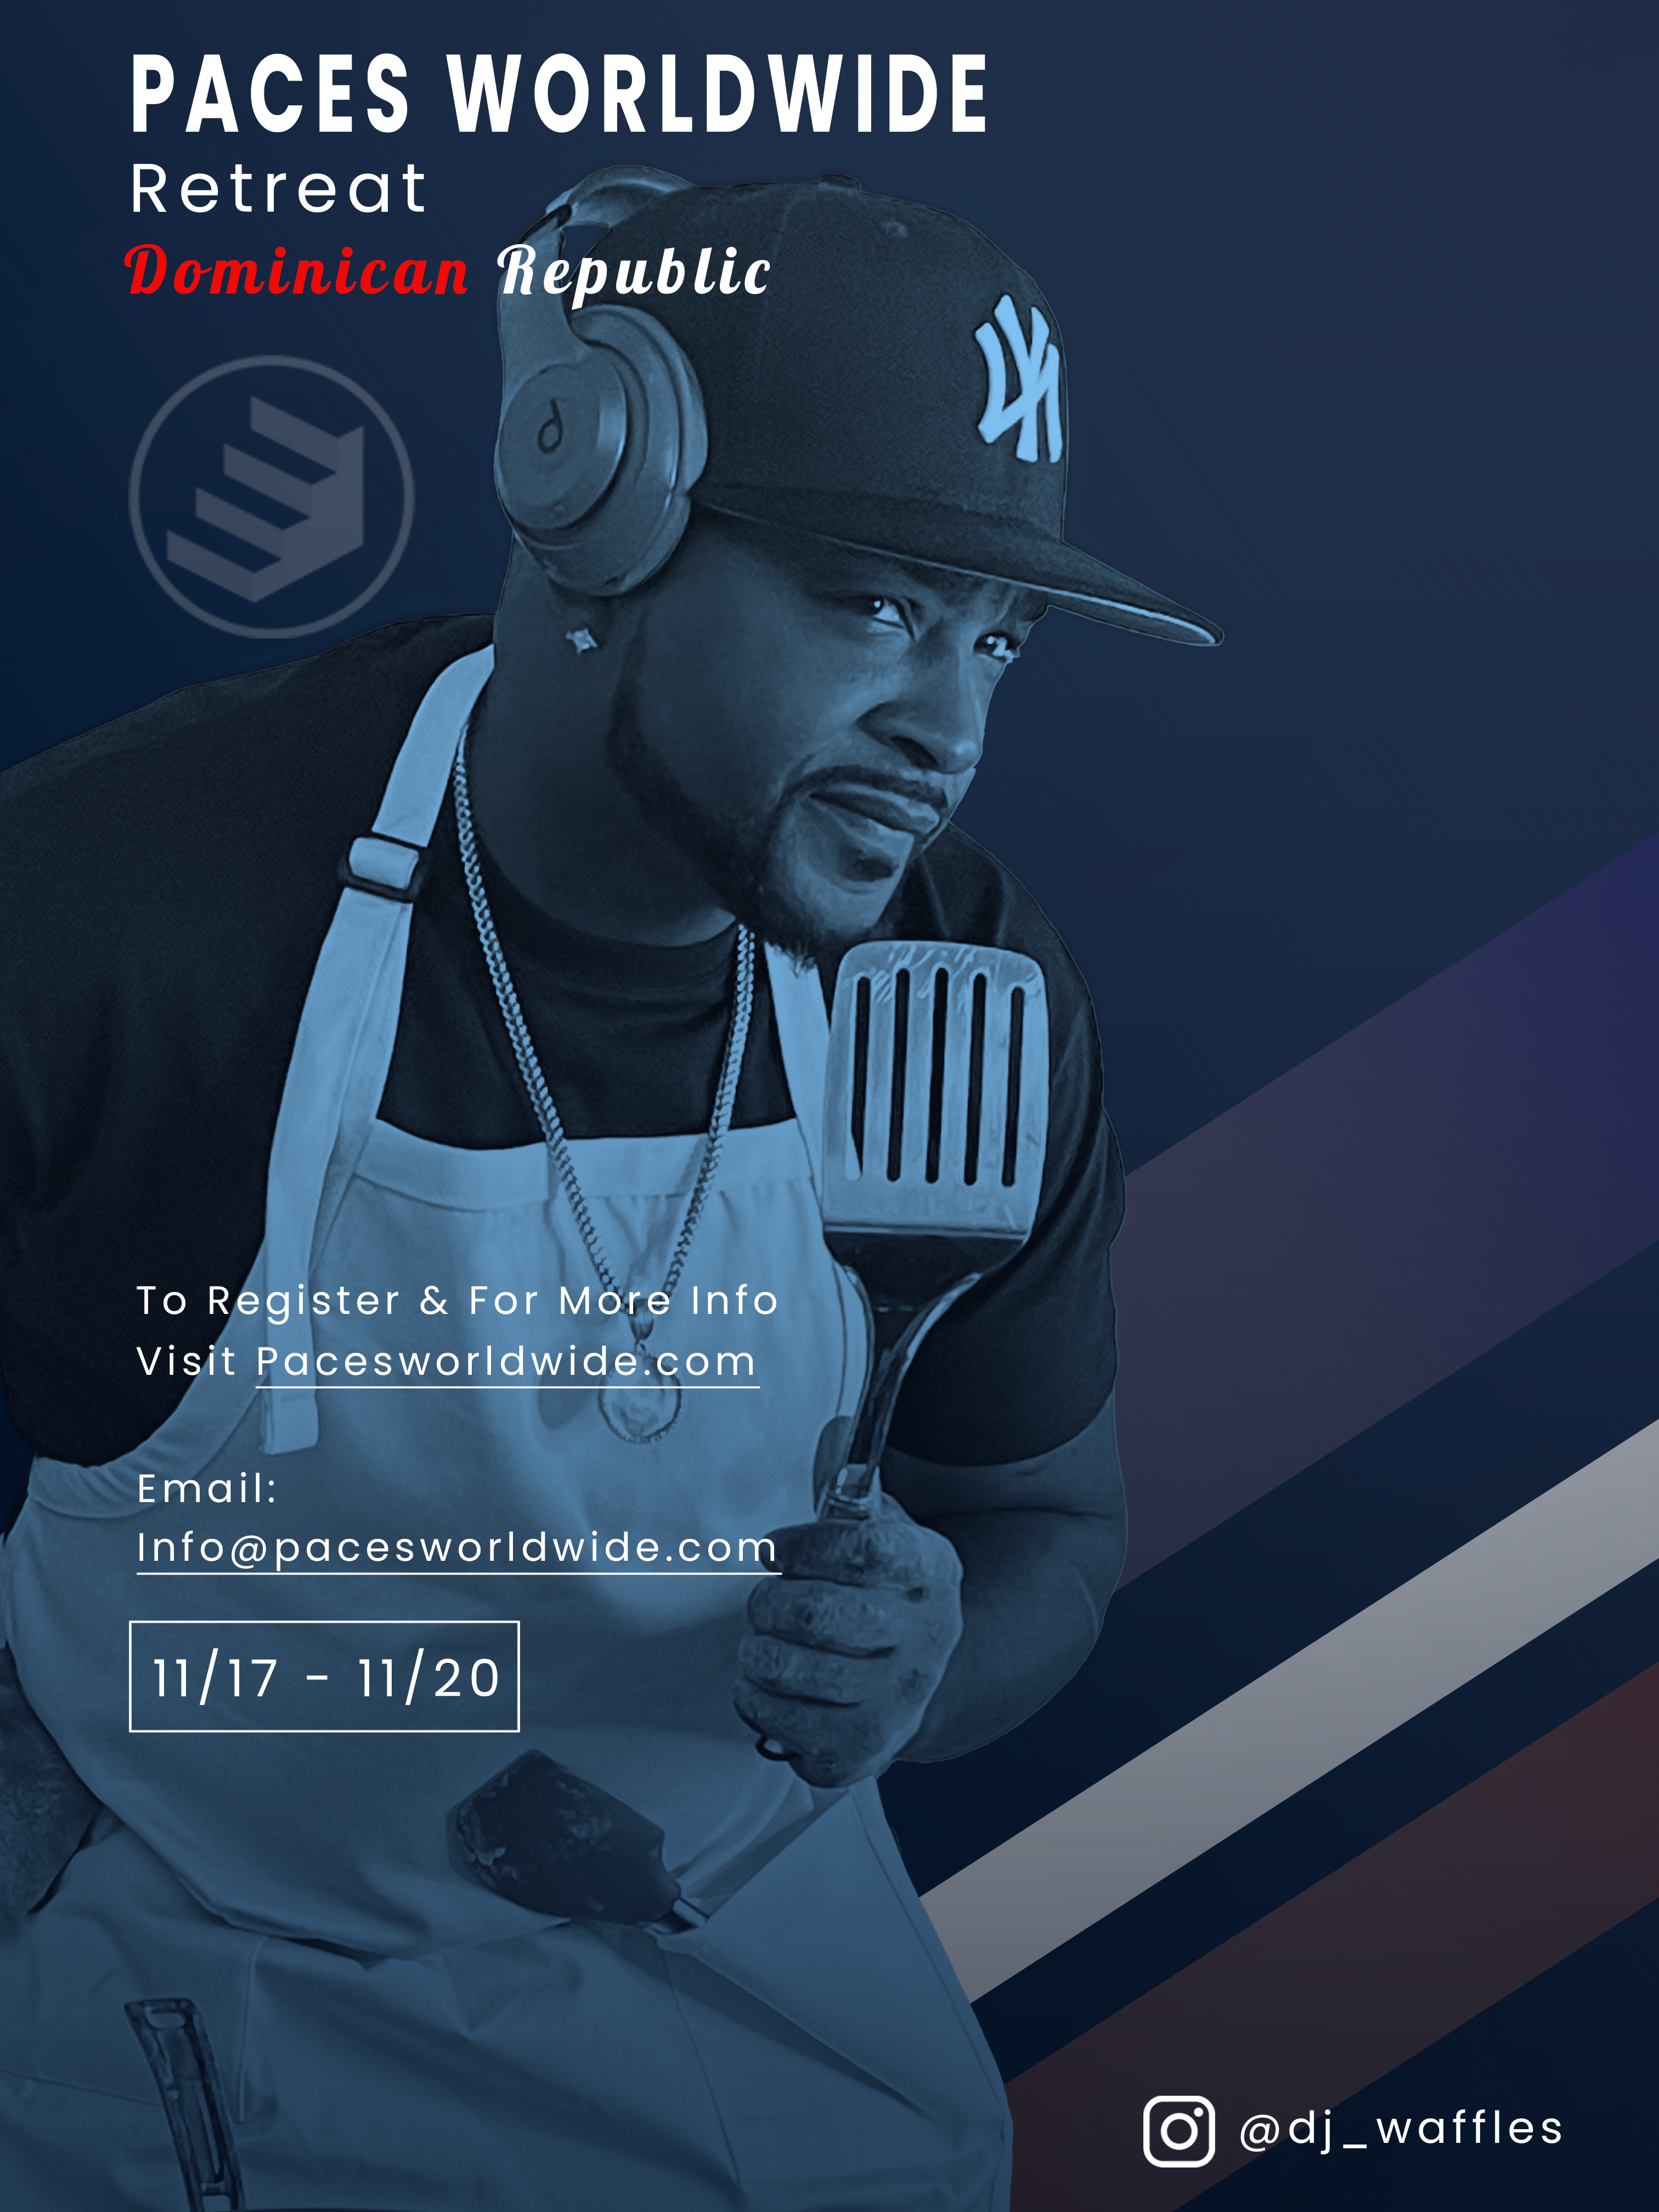 PACES WORLDWIDE
Retreat
Dominican Republic
NY
To Register & For More Info
Visit Pacesworldwide.com
Email:
Info@pacesworldwide.com
11/17 - 11/20
@dj_waffles